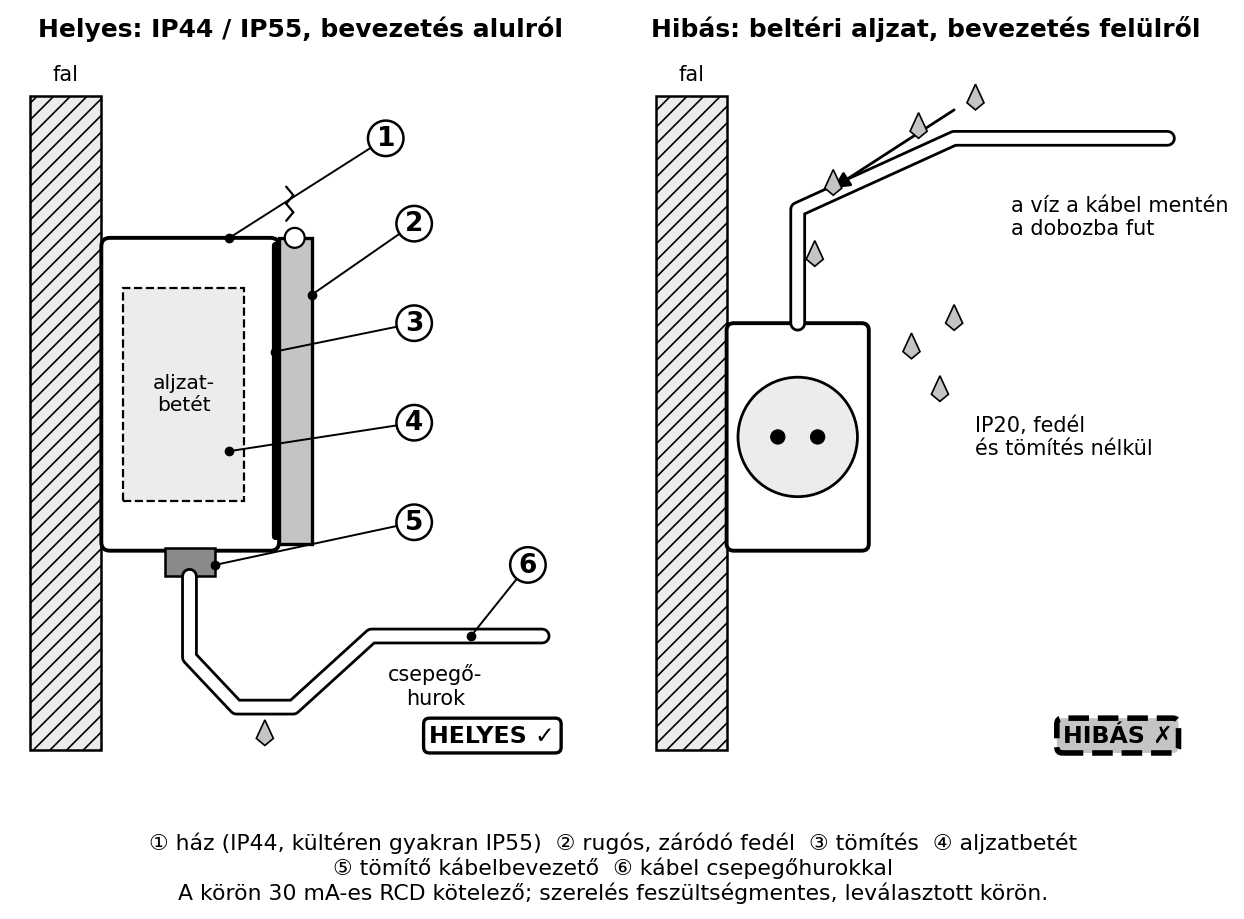 Helyes: IP44 / IP55, bevezetés alulról
fal
1
2
3
aljzat-
betét
4
5
6
csepegő-
hurok
HELYES ✓
Hibás: beltéri aljzat, bevezetés felülről
fal
a víz a kábel mentén
a dobozba fut
IP20, fedél
és tömítés nélkül
HIBÁS ✗
① ház (IP44, kültéren gyakran IP55) ② rugós, záródó fedél ③ tömítés ④ aljzatbetét
⑤ tömítő kábelbevezető ⑥ kábel csepegőhurokkal
A körön 30 mA-es RCD kötelező; szerelés feszültségmentes, leválasztott körön.